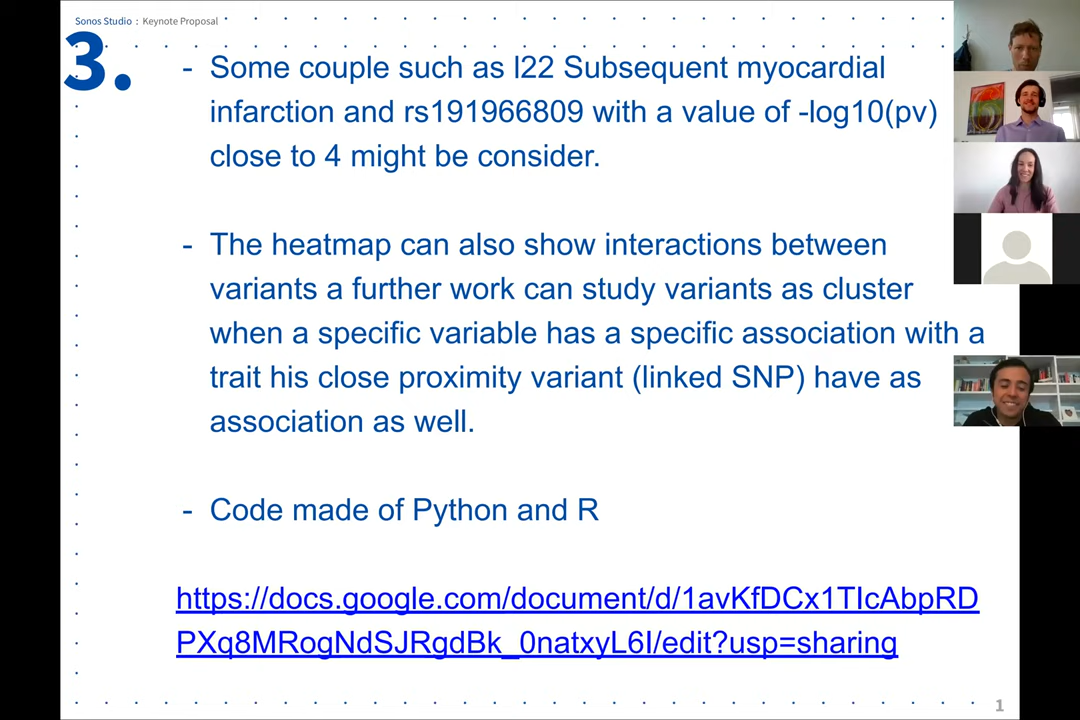 Sonos Studio : Keynote Proposal
3.
- Some couple such as l22 Subsequent myocardial
infarction and rs191966809 with a value of -log10(pv)
close to 4 might be consider.
- The heatmap can also show interactions between
variants a further work can study variants as cluster
when a specific variable has a specific association with a
trait his close proximity variant (linked SNP) have as
association as well.
- Code made of Python and R
https://docs.google.com/document/d/1avKfDCx1TIcAbpRD
PXq8MRogNdSJRgdBk_0natxyL6I/edit?usp=sharing
1